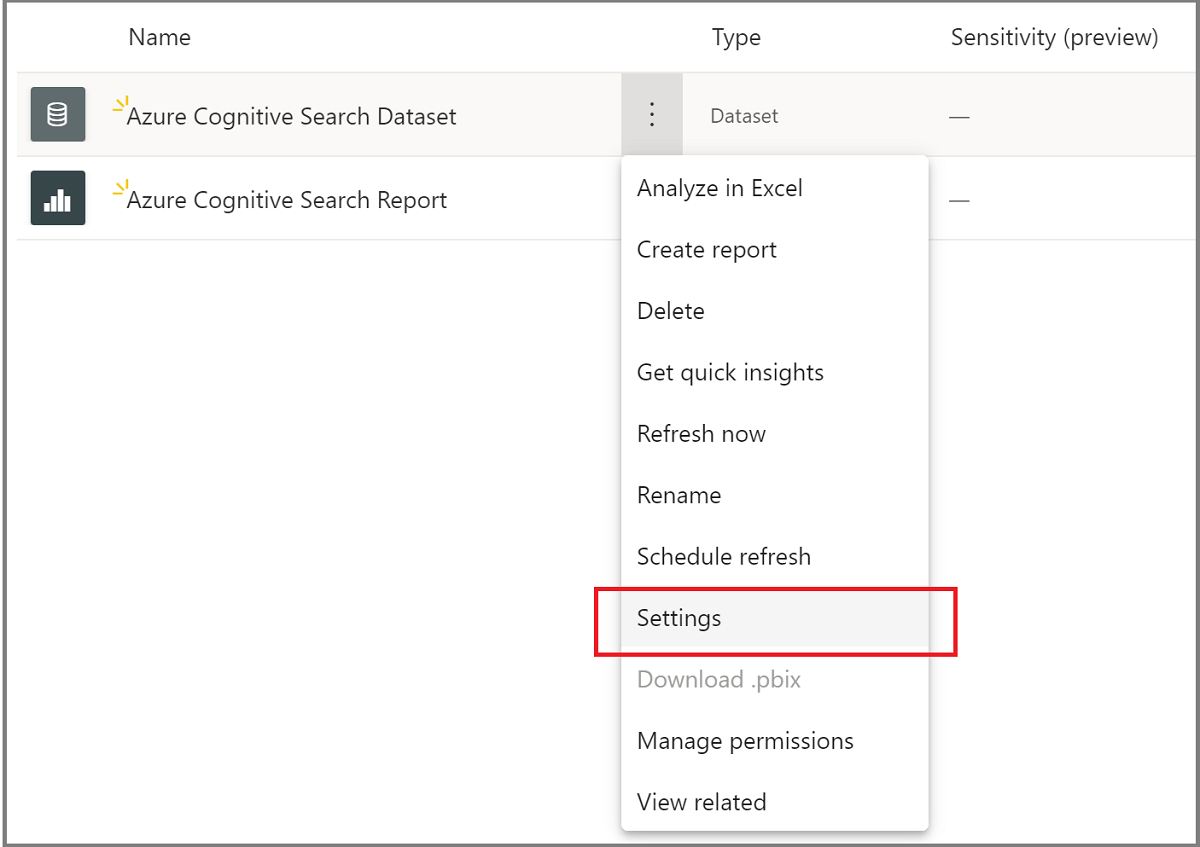 Name Type Sensitivity (preview)
Azure Cognitive Search Dataset Dataset —
Azure Cognitive Search Report —
Analyze in Excel
Create report
Delete
Get quick insights
Refresh now
Rename
Schedule refresh
Settings
Download .pbix
Manage permissions
View related